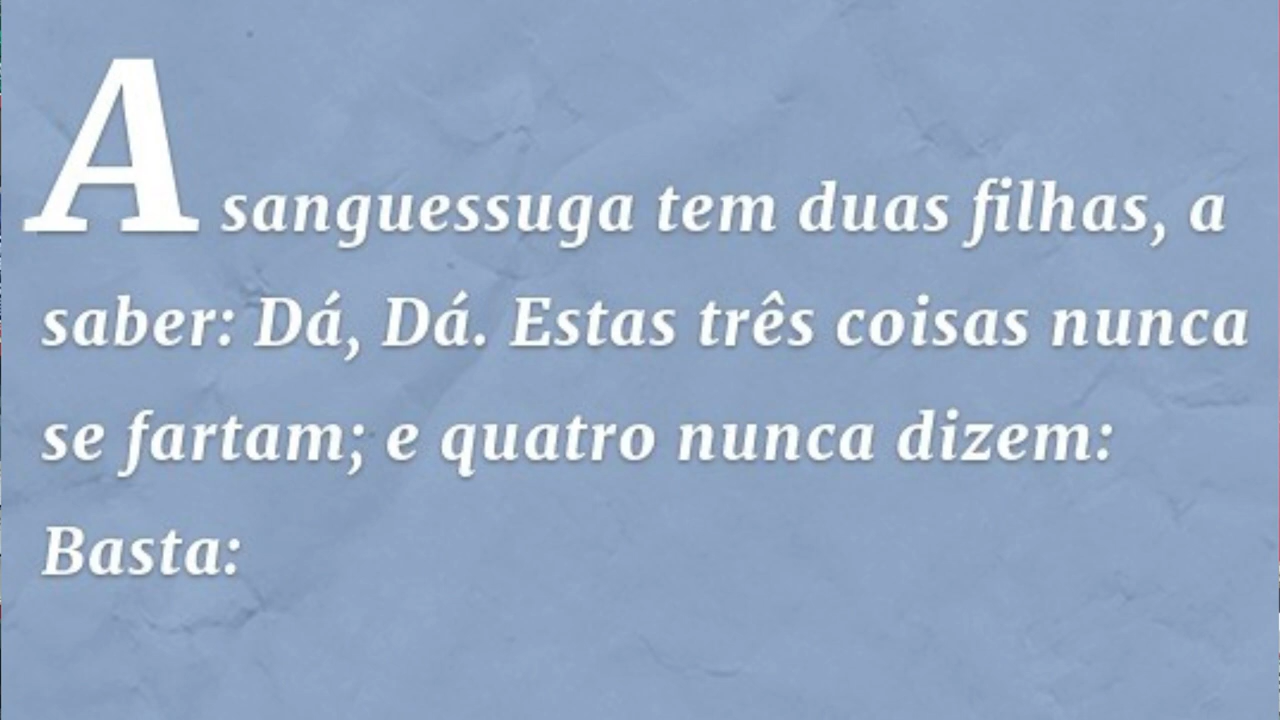 A sanguessuga tem duas filhas, a
saber: Dá, Dá. Estas três coisas nunca
se fartam; e quatro nunca dizem:
Basta: